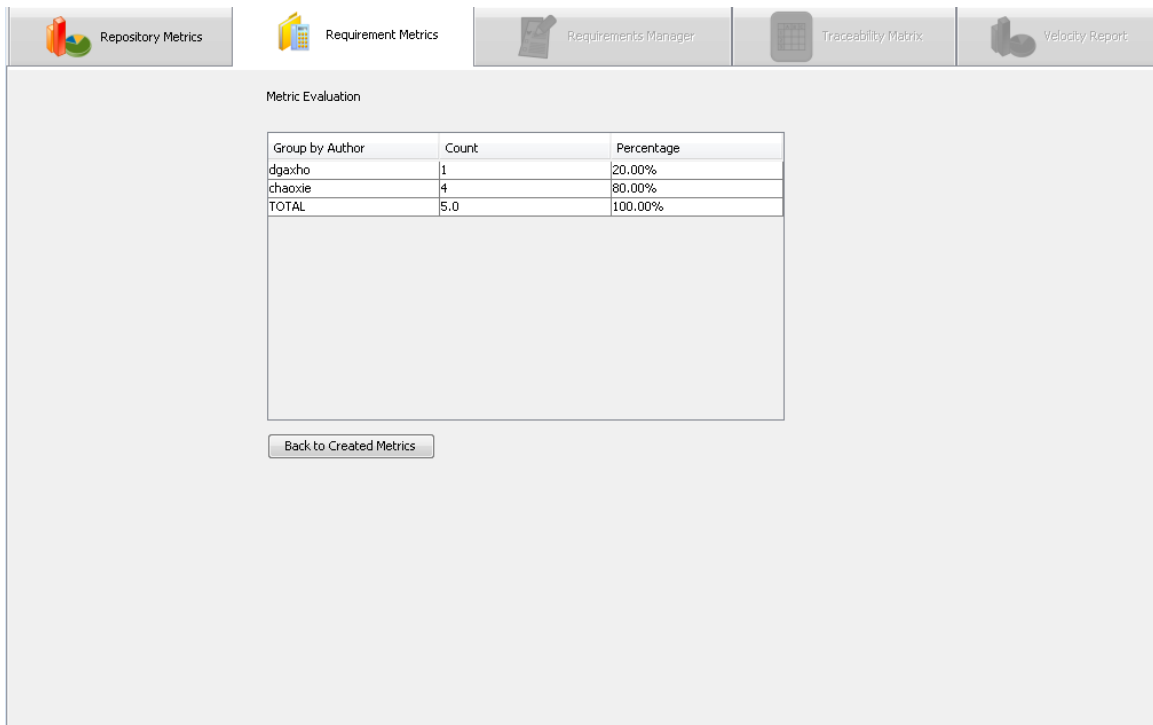 Repository Metrics Requirement Metrics Requirements Manager Traceability Matrix Velocity Report
Metric Evaluation
Group by Author Count Percentage
dgaxho 1 20.00%
chaoxie 4 80.00%
TOTAL 5.0 100.00%
Back to Created Metrics